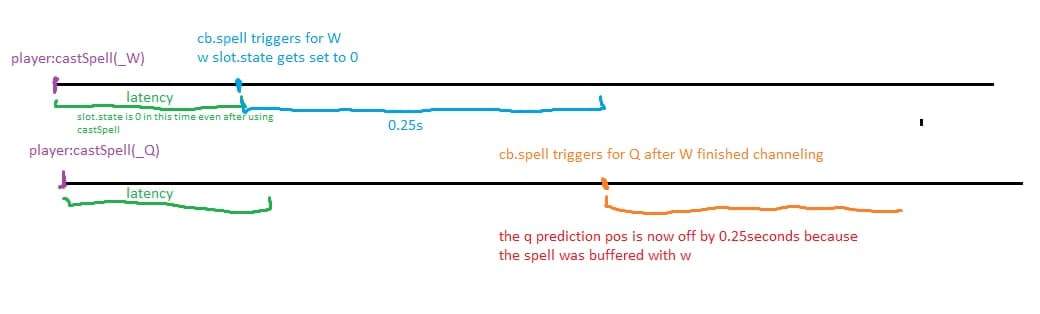 cb.spell triggers for W
w slot.state gets set to 0
player:castSpell(_W)
latency
slot.state is 0 in this time even after using
castSpell
0.25s
player:castSpell(_Q)
cb.spell triggers for Q after W finished channeling
latency
the q prediction pos is now off by 0.25seconds because
the spell was buffered with w